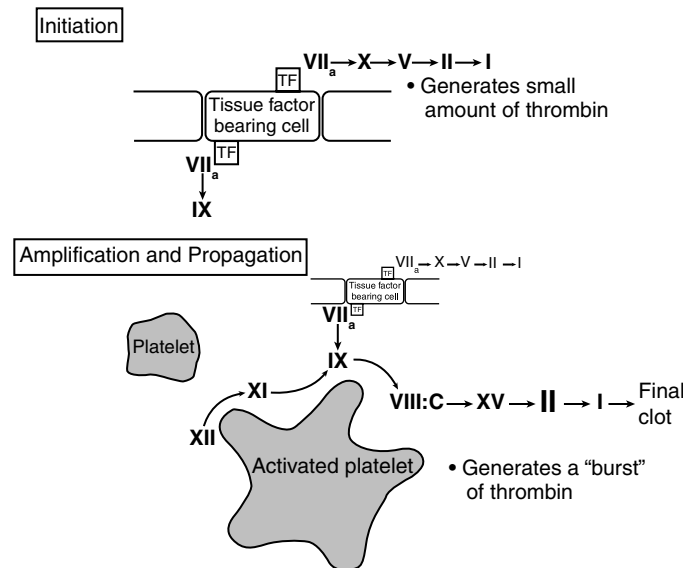 Initiation
VIIa → X → V → II → I
TF
• Generates small
amount of thrombin
Tissue factor
bearing cell
TF
VIIa
IX
Amplification and Propagation
VIIa → X → V → II → I
TF
Tissue factor
bearing cell
TF
VIIa
Platelet
IX
XI
VIII:C → XV → II → I → Final
clot
XII
Activated platelet
• Generates a “burst”
of thrombin